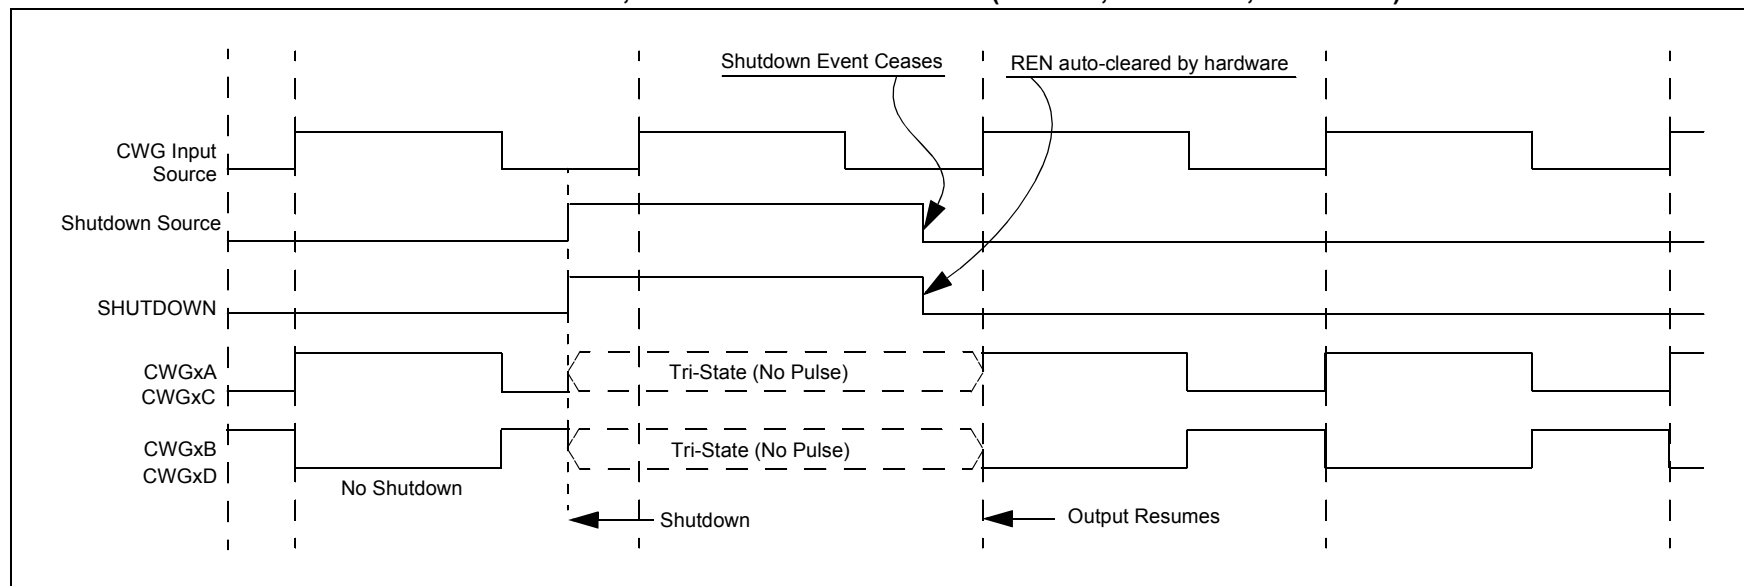 Shutdown Event Ceases
REN auto-cleared by hardware
CWG Input
Source
Shutdown Source
SHUTDOWN
CWGxA
CWGxC
Tri-State (No Pulse)
CWGxB
CWGxD
Tri-State (No Pulse)
No Shutdown
Shutdown
Output Resumes